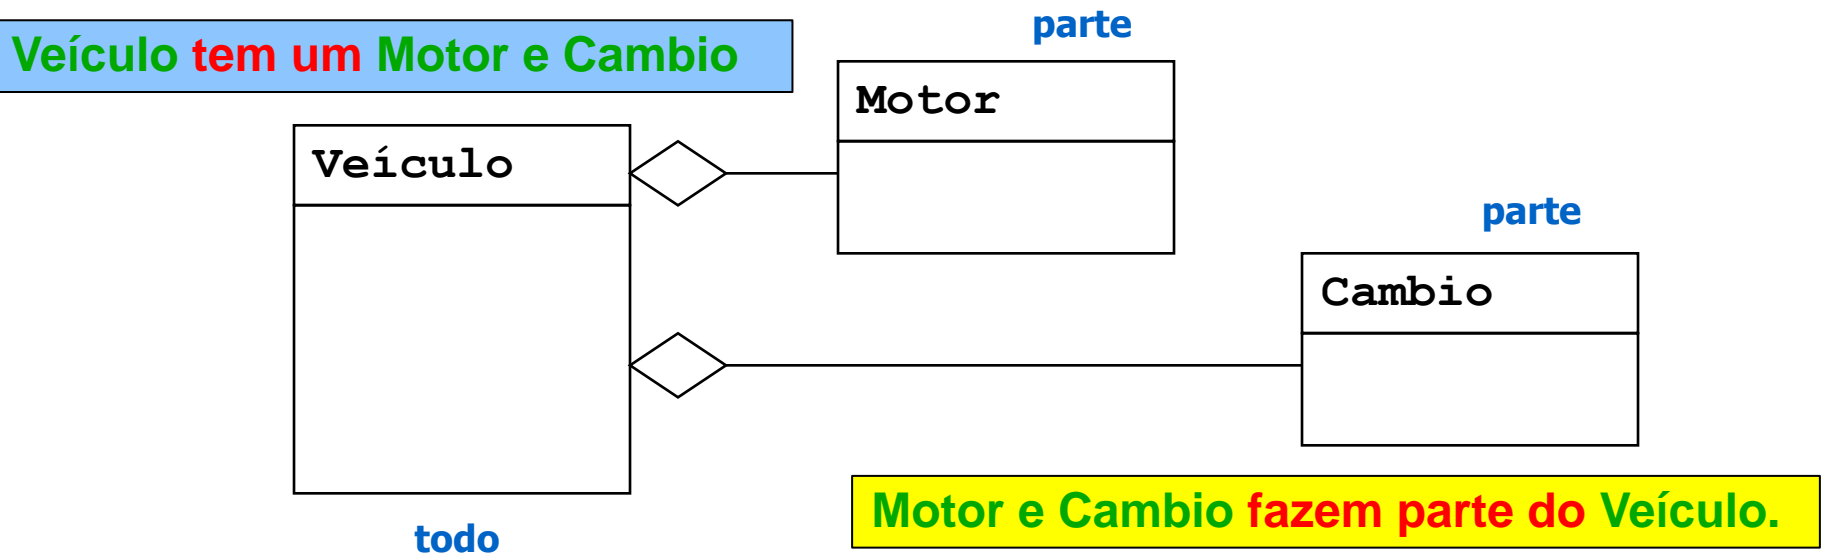 parte
Veículo tem um Motor e Cambio
Motor
Veículo
parte
Cambio
Motor e Cambio fazem parte do Veículo.
todo